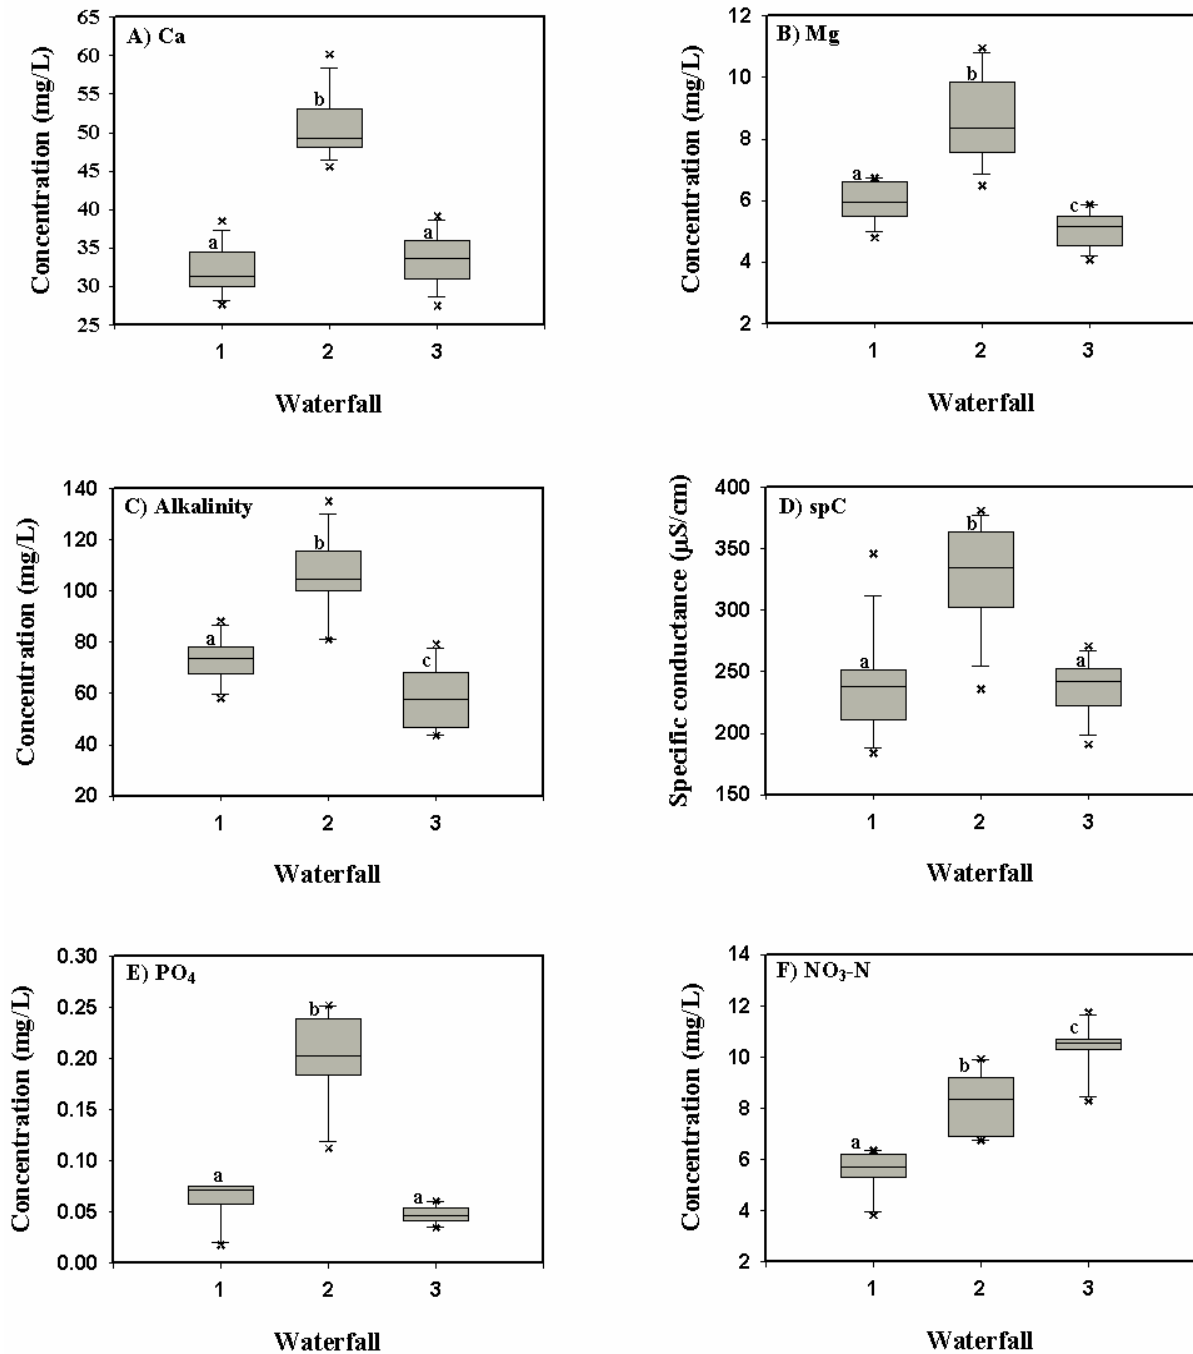 A) Ca
Concentration (mg/L)
65
60
55
50
45
40
35
30
25
a
b
a
1 2 3
Waterfall
B) Mg
Concentration (mg/L)
12
10
8
6
4
2
a
b
c
1 2 3
Waterfall
C) Alkalinity
Concentration (mg/L)
140
120
100
80
60
40
20
a
b
c
1 2 3
Waterfall
D) spC
Specific conductance (µS/cm)
400
350
300
250
200
150
a
b
a
1 2 3
Waterfall
E) PO₄
Concentration (mg/L)
0.30
0.25
0.20
0.15
0.10
0.05
0.00
a
b
a
1 2 3
Waterfall
F) NO₃-N
Concentration (mg/L)
14
12
10
8
6
4
2
a
b
c
1 2 3
Waterfall